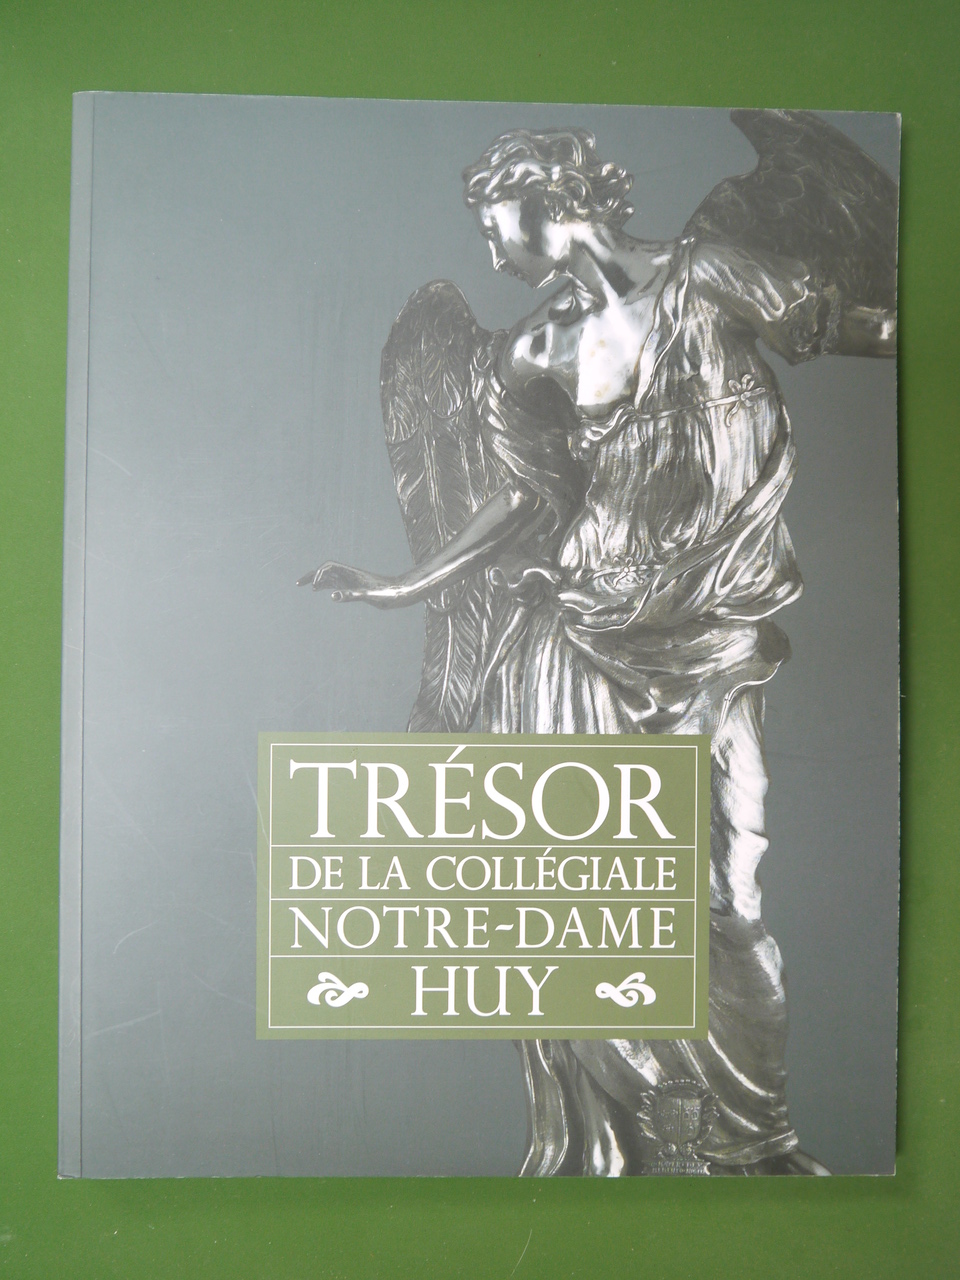 TRÉSOR
DE LA COLLÉGIALE
NOTRE-DAME
HUY